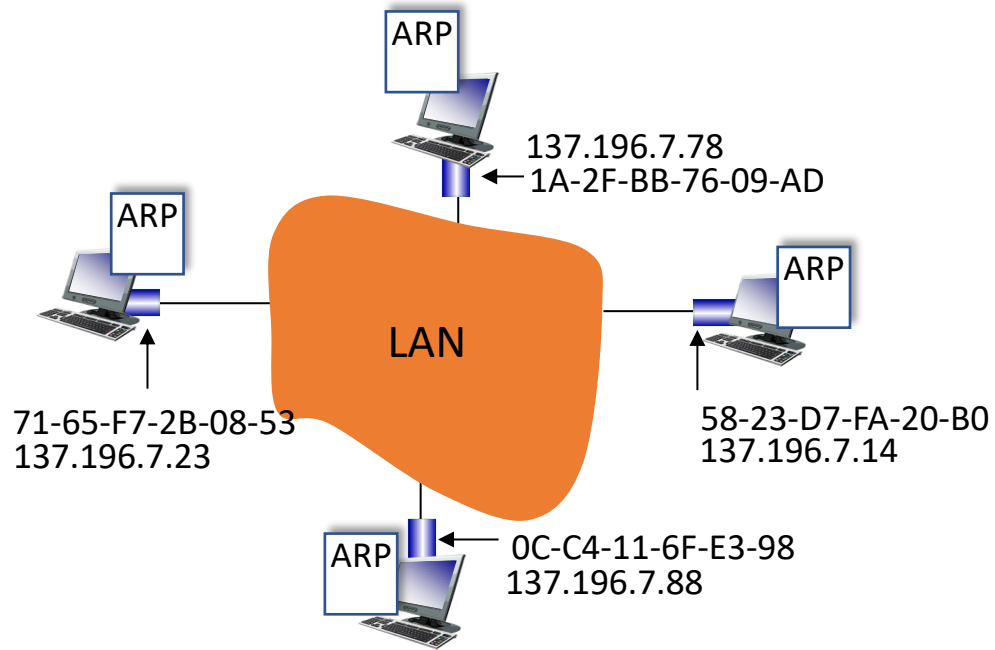 ARP
137.196.7.78
1A-2F-BB-76-09-AD
ARP
71-65-F7-2B-08-53
137.196.7.23
LAN
ARP
58-23-D7-FA-20-B0
137.196.7.14
ARP
0C-C4-11-6F-E3-98
137.196.7.88